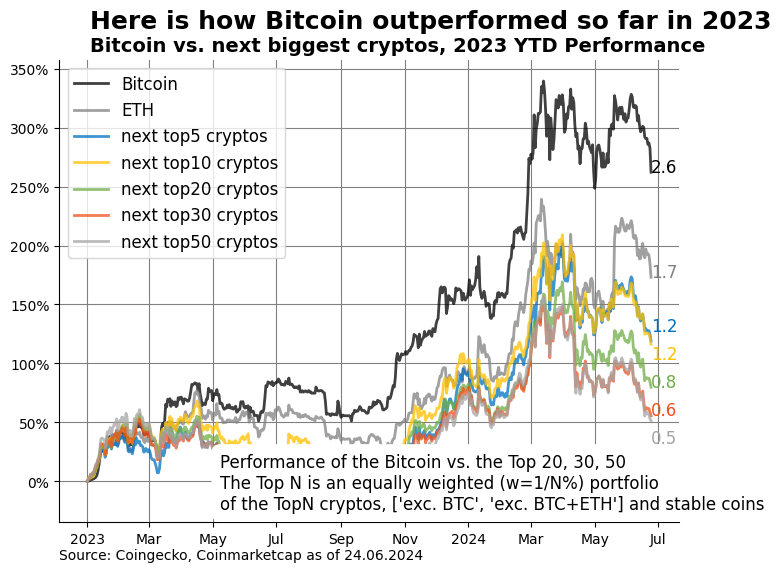 Here is how Bitcoin outperformed so far in 2023
Bitcoin vs. next biggest cryptos, 2023 YTD Performance
350%
300%
250%
200%
150%
100%
50%
0%
Bitcoin
ETH
next top5 cryptos
next top10 cryptos
next top20 cryptos
next top30 cryptos
next top50 cryptos
2.6
1.7
1.2
1.2
0.8
0.6
0.5
Performance of the Bitcoin vs. the Top 20, 30, 50
The Top N is an equally weighted (w=1/N%) portfolio
of the TopN cryptos, ['exc. BTC', 'exc. BTC+ETH'] and stable coins
2023 Mar May Jul Sep Nov 2024 Mar May Jul
Source: Coingecko, Coinmarketcap as of 24.06.2024